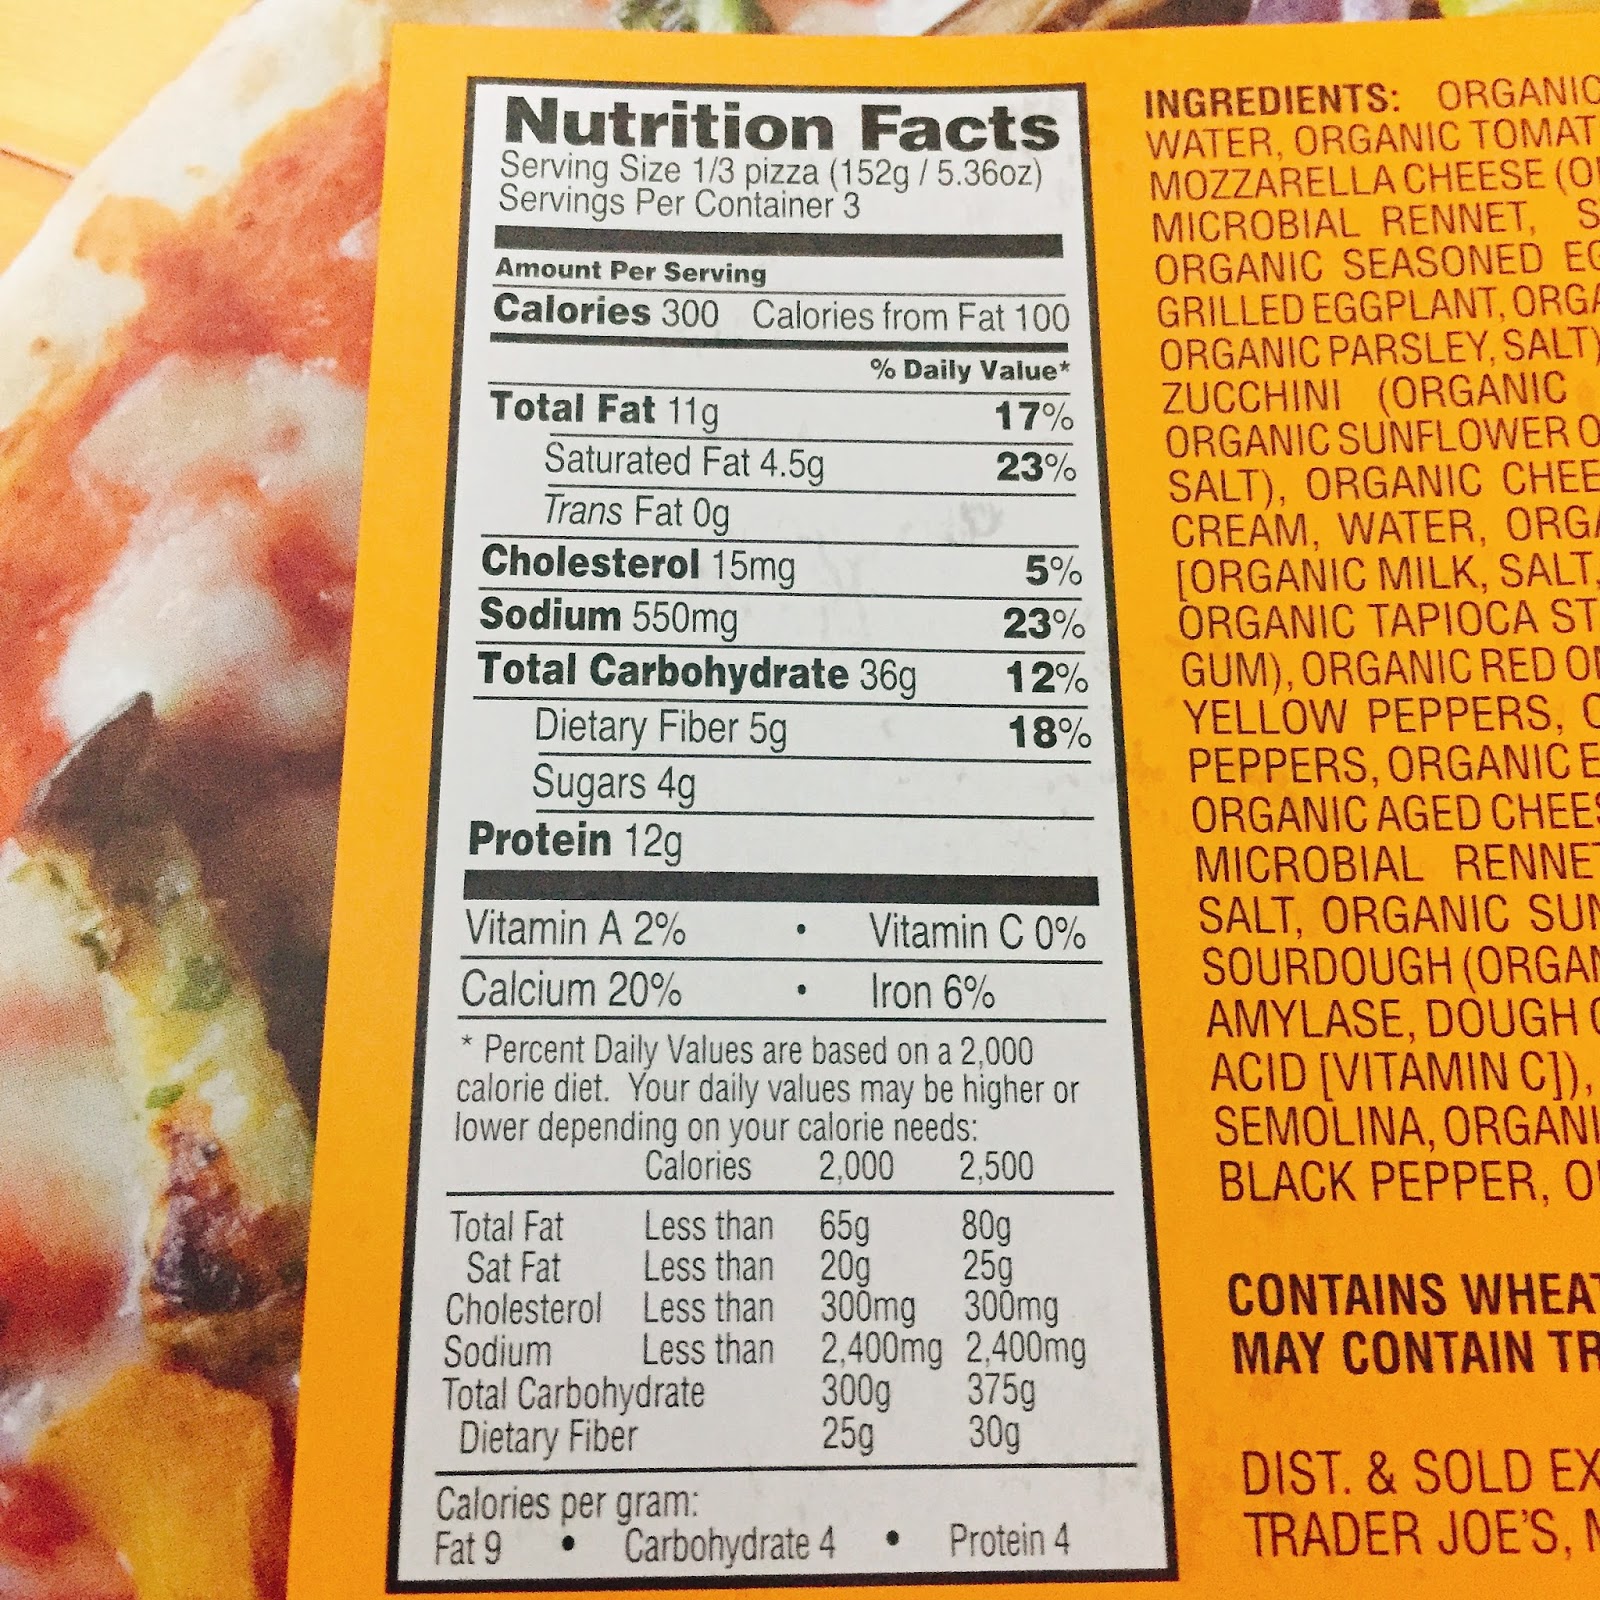 Nutrition Facts
Serving Size 1/3 pizza (152g / 5.36oz)
Servings Per Container 3
Amount Per Serving
Calories 300 Calories from Fat 100
% Daily Value*
Total Fat 11g 17%
Saturated Fat 4.5g 23%
Trans Fat 0g
Cholesterol 15mg 5%
Sodium 550mg 23%
Total Carbohydrate 36g 12%
Dietary Fiber 5g 18%
Sugars 4g
Protein 12g
Vitamin A 2% • Vitamin C 0%
Calcium 20% • Iron 6%
* Percent Daily Values are based on a 2,000
calorie diet. Your daily values may be higher or
lower depending on your calorie needs:
Calories 2,000 2,500
Total Fat Less than 65g 80g
Sat Fat Less than 20g 25g
Cholesterol Less than 300mg 300mg
Sodium Less than 2,400mg 2,400mg
Total Carbohydrate 300g 375g
Dietary Fiber 25g 30g
Calories per gram:
Fat 9 • Carbohydrate 4 • Protein 4
INGREDIENTS: ORGANIC
WATER, ORGANIC TOMAT
MOZZARELLA CHEESE (O
MICROBIAL RENNET, S
ORGANIC SEASONED EG
GRILLED EGGPLANT, ORGA
ORGANIC PARSLEY, SALT)
ZUCCHINI (ORGANIC
ORGANIC SUNFLOWER O
SALT), ORGANIC CHEE
CREAM, WATER, ORGA
[ORGANIC MILK, SALT,
ORGANIC TAPIOCA ST
GUM), ORGANIC RED O
YELLOW PEPPERS, O
PEPPERS, ORGANIC E
ORGANIC AGED CHEES
MICROBIAL RENNET
SALT, ORGANIC SUN
SOURDOUGH (ORGAN
AMYLASE, DOUGH C
ACID [VITAMIN C]),
SEMOLINA, ORGANI
BLACK PEPPER, O
CONTAINS WHEAT
MAY CONTAIN TR
DIST. & SOLD EX
TRADER JOE'S, M